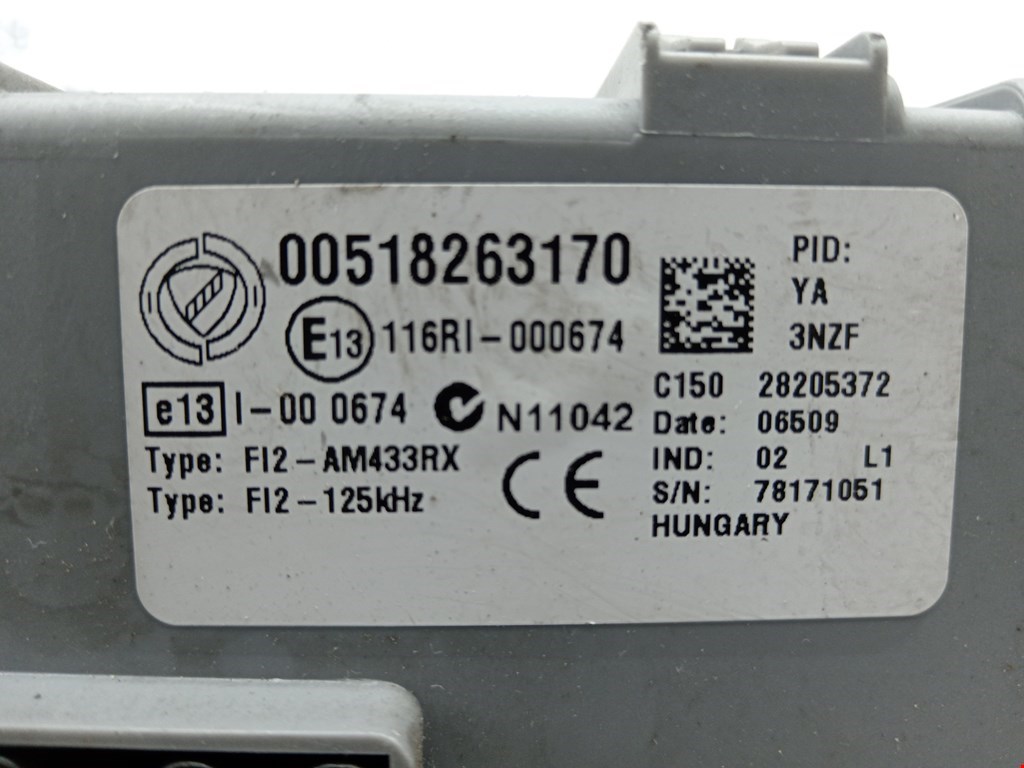 00518263170
E13 116RI-000674
e13 I-00 0674 N11042
Type: FI2-AM433RX
Type: FI2-125kHz
CE
PID:
YA
3NZF
C150 28205372
Date: 06509
IND: 02 L1
S/N: 78171051
HUNGARY